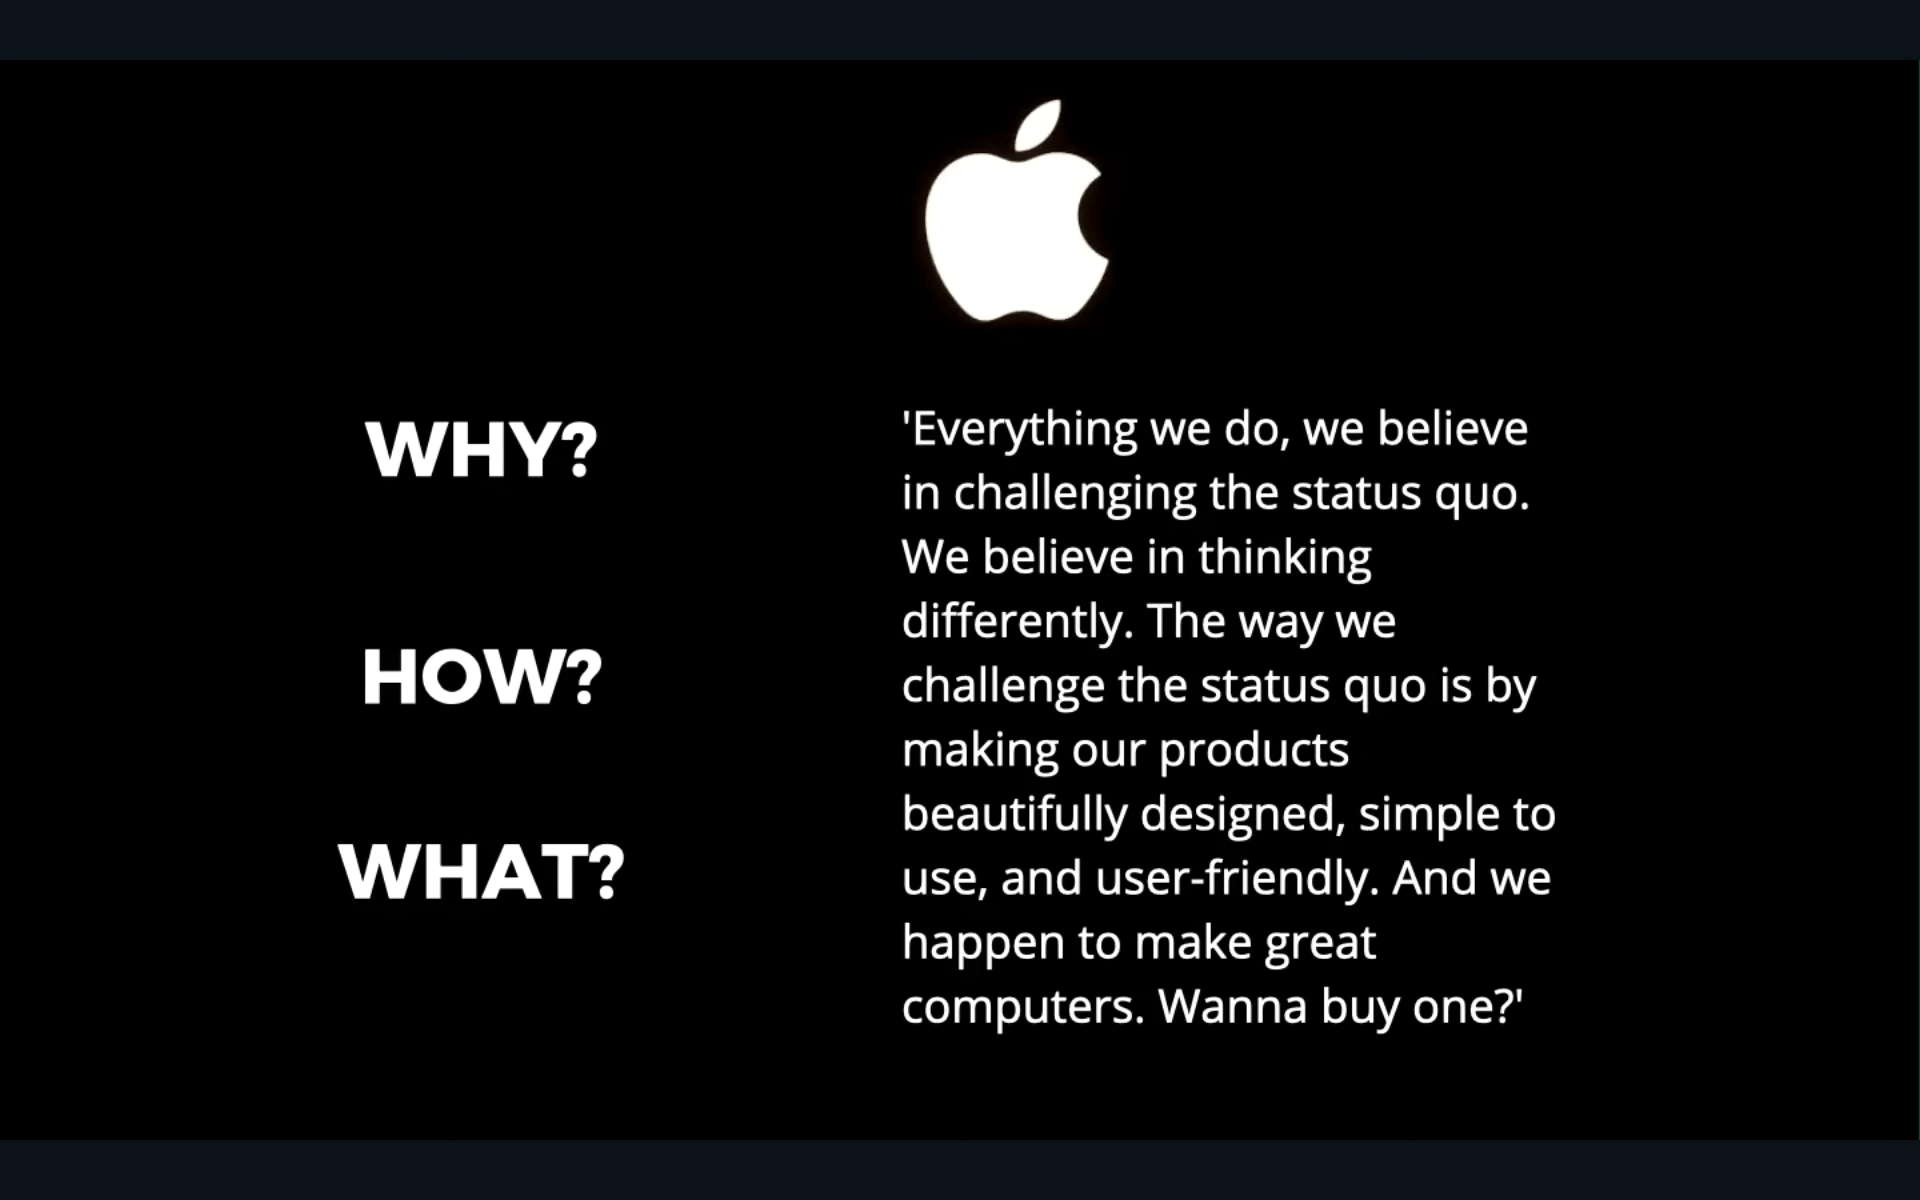 WHY?
HOW?
WHAT?
'Everything we do, we believe
in challenging the status quo.
We believe in thinking
differently. The way we
challenge the status quo is by
making our products
beautifully designed, simple to
use, and user-friendly. And we
happen to make great
computers. Wanna buy one?'